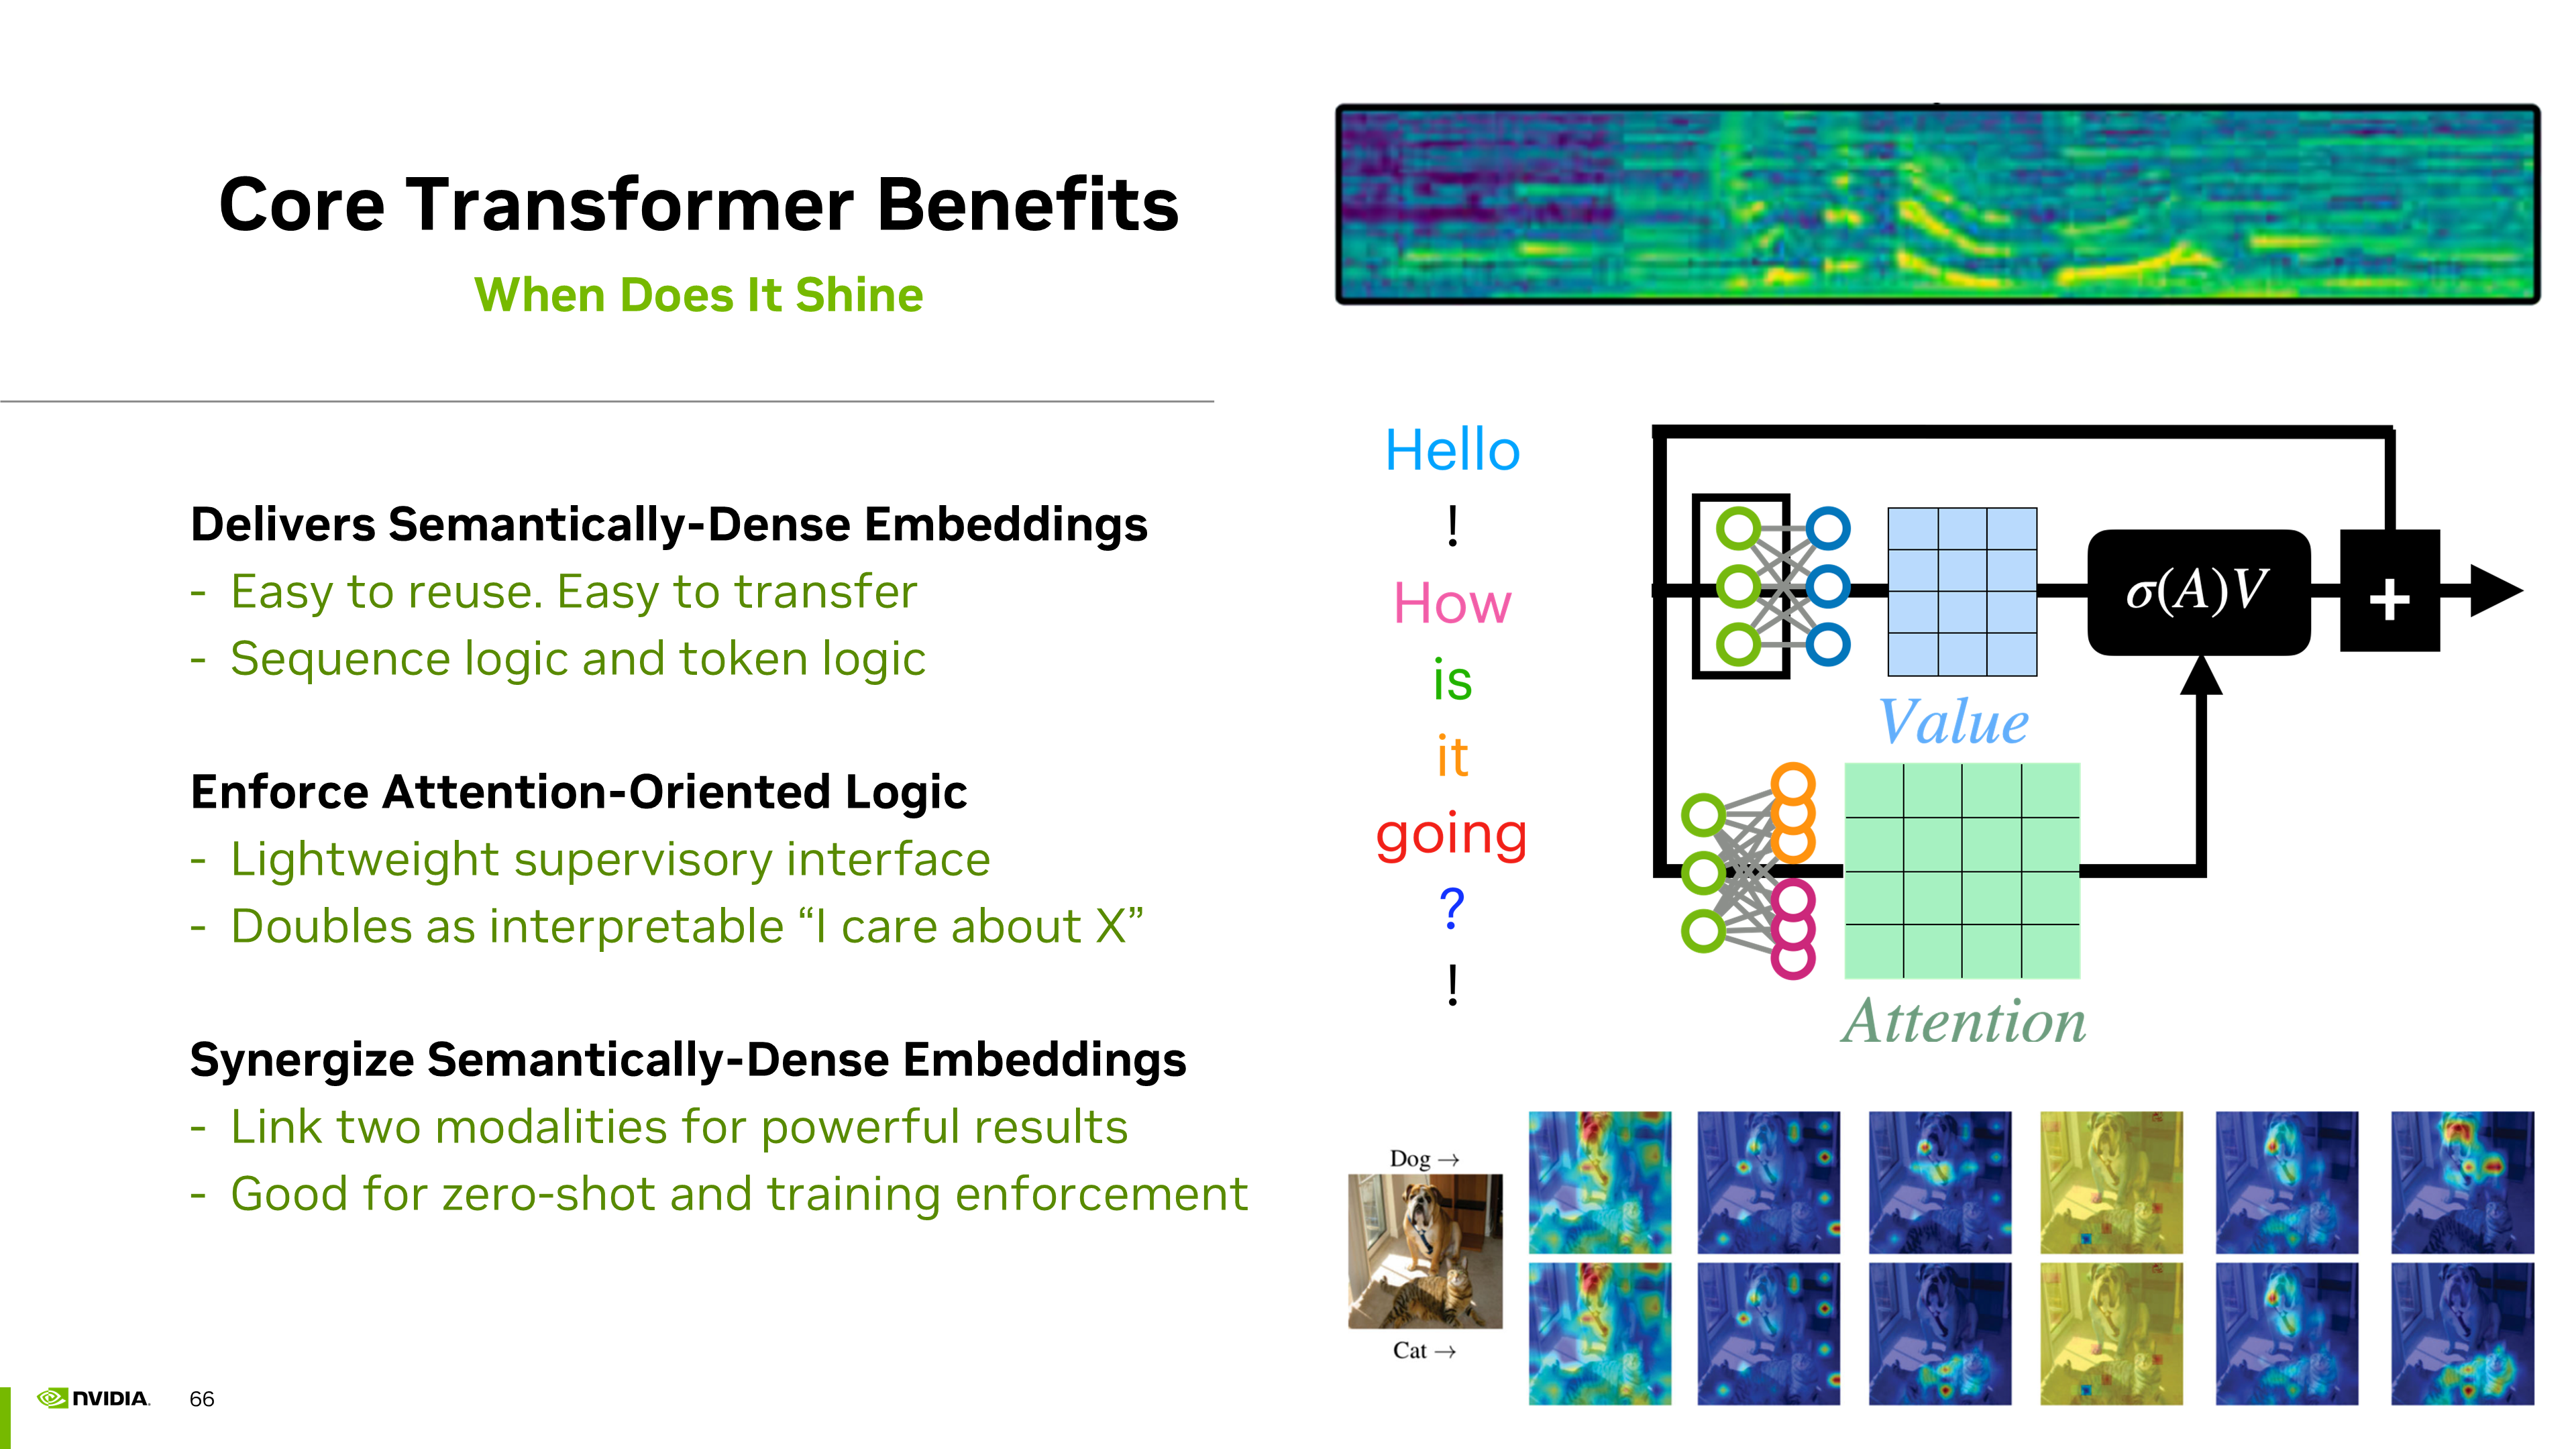 Core Transformer Benefits
When Does It Shine
Delivers Semantically-Dense Embeddings
- Easy to reuse. Easy to transfer
- Sequence logic and token logic
Enforce Attention-Oriented Logic
- Lightweight supervisory interface
- Doubles as interpretable “I care about X”
Synergize Semantically-Dense Embeddings
- Link two modalities for powerful results
- Good for zero-shot and training enforcement
Hello
!
How
is
it
going
?
!
σ(A)V
+
Value
Attention
Dog →
Cat →
NVIDIA.
66